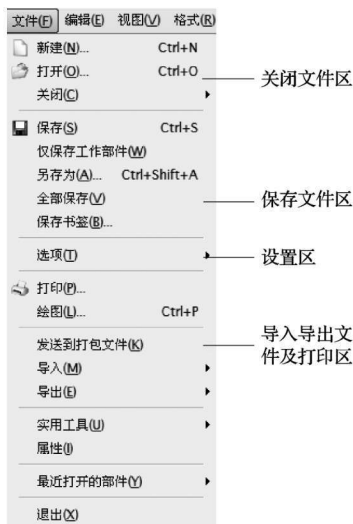 文件(F) 编辑(E) 视图(V) 格式(R)
新建(N)... Ctrl+N
打开(O)... Ctrl+O
关闭(C)
关闭文件区
保存(S) Ctrl+S
仅保存工作部件(W)
另存为(A)... Ctrl+Shift+A
全部保存(V)
保存书签(B)...
保存文件区
选项(T)
设置区
打印(P)...
绘图(L)... Ctrl+P
发送到打包文件(K)
导入(M)
导出(E)
导入导出文
件及打印区
实用工具(U)
属性(I)
最近打开的部件(Y)
退出(X)